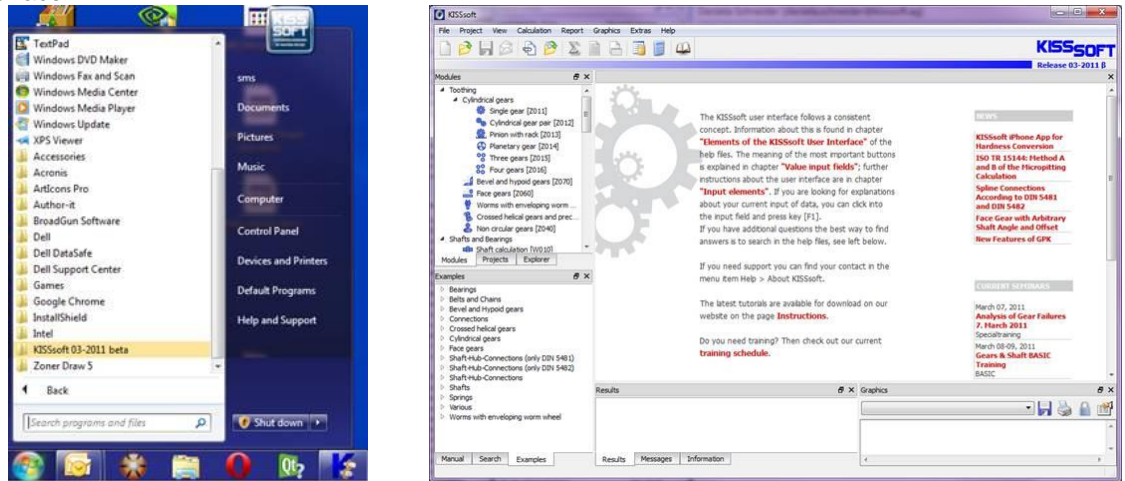 KISS
SOFT
TextPad
Windows DVD Maker
Windows Fax and Scan
Windows Media Center
Windows Media Player
Windows Update
XPS Viewer
Accessories
Acronis
ArtIcons Pro
Author-it
BroadGun Software
Dell
Dell DataSafe
Dell Support Center
Games
Google Chrome
InstallShield
Intel
KISSsoft 03-2011 beta
Zoner Draw 5
Back
Search programs and files
sms
Documents
Pictures
Music
Computer
Control Panel
Devices and Printers
Default Programs
Help and Support
Shut down
Qt
KISSsoft
File Project View Calculation Report Graphics Extras Help
KISSSOFT
Release 03-2011 β
Modules
Toothing
Cylindrical gears
Single gear [Z011]
Cylindrical gear pair [Z012]
Pinion with rack [Z013]
Planetary gear [Z014]
Three gears [Z015]
Four gears [Z016]
Bevel and hypoid gears [Z070]
Face gears [Z060]
Worms with enveloping worm ...
Crossed helical gears and prec...
Non circular gears [Z040]
Shafts and Bearings
Shaft calculation [W010]
Modules Projects Explorer
Examples
Bearings
Belts and Chains
Bevel and Hypoid gears
Connections
Crossed helical gears
Cylindrical gears
Face gears
Shaft-Hub-Connections (only DIN 5481)
Shaft-Hub-Connections (only DIN 5482)
Shaft-Hub-Connections
Shafts
Springs
Various
Worms with enveloping worm wheel
Manual Search Examples
The KISSsoft user interface follows a consistent
concept. Information about this is found in chapter
"Elements of the KISSsoft User Interface" of the
help files. The meaning of the most important buttons
is explained in chapter "Value input fields"; further
instructions about the user interface are in chapter
"Input elements". If you are looking for explanations
about your current input of data, you can click into
the input field and press key [F1].
If you have additional questions the best way to find
answers is to search in the help files, see left below.
If you need support you can find your contact in the
menu item Help > About KISSsoft.
The latest tutorials are available for download on our
website on the page Instructions.
Do you need training? Then check out our current
training schedule.
NEWS
KISSsoft iPhone App for
Hardness Conversion
ISO TR 15144: Method A
and B of the Micropitting
Calculation
Spline Connections
According to DIN 5481
and DIN 5482
Face Gear with Arbitrary
Shaft Angle and Offset
New Features of GPK
CURRENT SEMINARS
March 07, 2011
Analysis of Gear Failures
7. March 2011
Specialtraining
March 08-09, 2011
Gears & Shaft BASIC
Training
BASIC
Results
Results Messages Information
Graphics